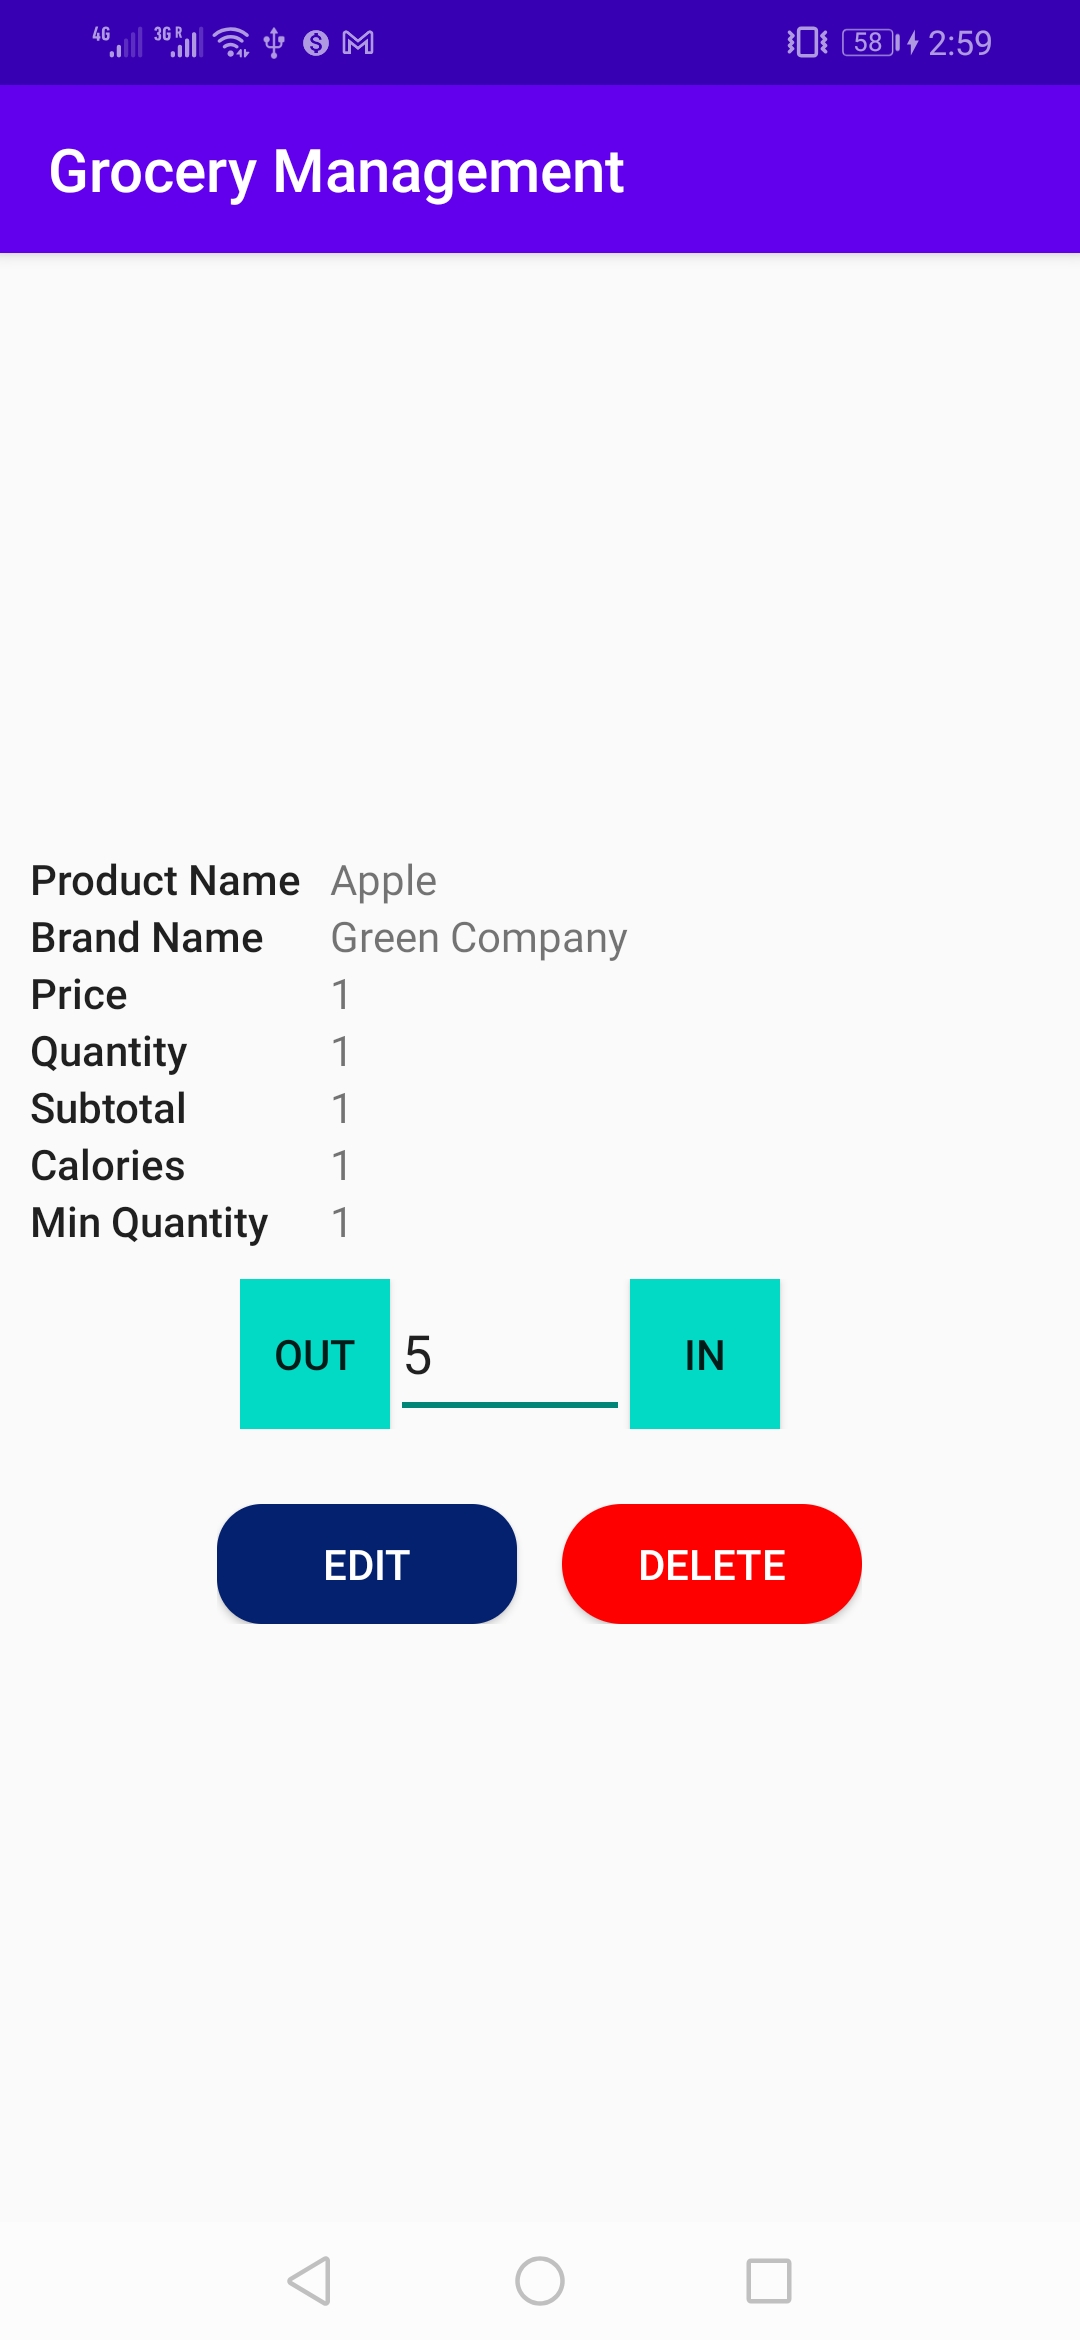 4G 3G R 58 2:59
Grocery Management
Product Name Apple
Brand Name Green Company
Price 1
Quantity 1
Subtotal 1
Calories 1
Min Quantity 1
OUT 5 IN
EDIT DELETE